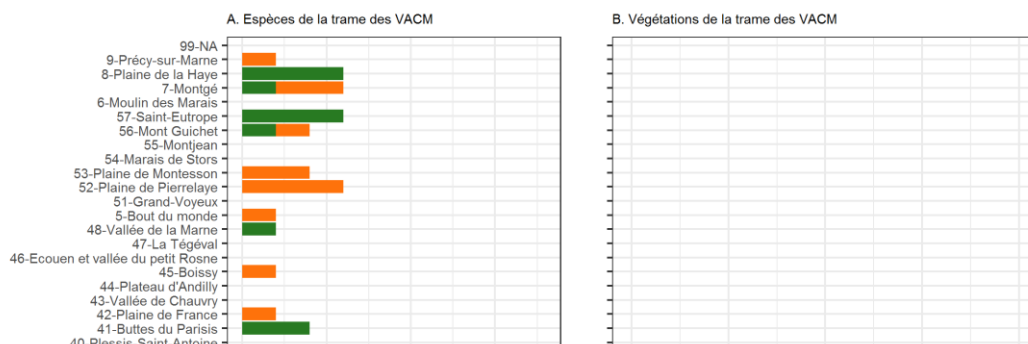 A. Espèces de la trame des VACM
B. Végétations de la trame des VACM
99-NA
9-Précy-sur-Marne
8-Plaine de la Haye
7-Montgé
6-Moulin des Marais
57-Saint-Eutrope
56-Mont Guichet
55-Montjean
54-Marais de Stors
53-Plaine de Montesson
52-Plaine de Pierrelaye
51-Grand-Voyeux
5-Bout du monde
48-Vallée de la Marne
47-La Tégéval
46-Ecouen et vallée du petit Rosne
45-Boissy
44-Plateau d'Andilly
43-Vallée de Chauvry
42-Plaine de France
41-Buttes du Parisis
40-Plessis-Saint-Antoine